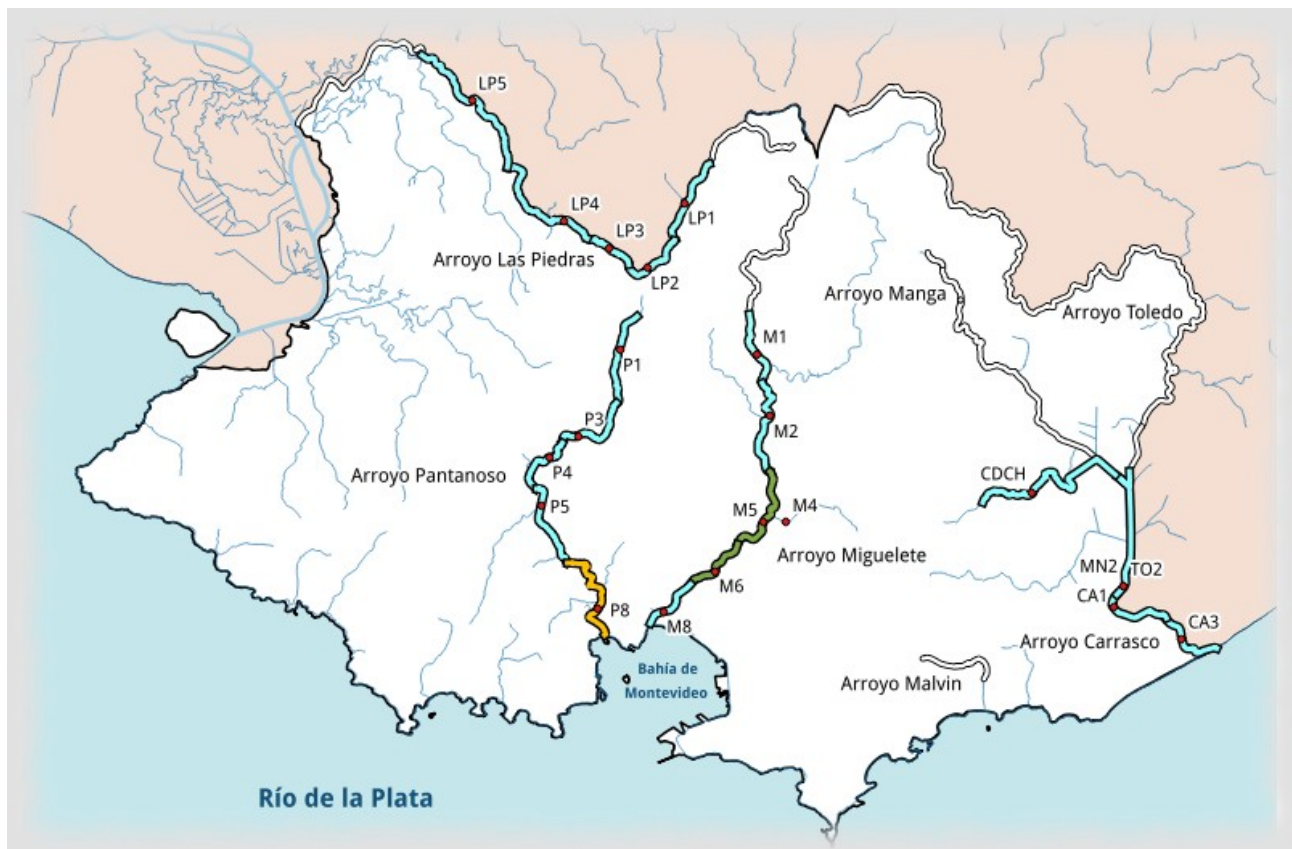 LP5
LP4
LP1
LP3
Arroyo Las Piedras
LP2
Arroyo Manga
Arroyo Toledo
M1
P1
P3
M2
P4
Arroyo Pantanoso
CDCH
P5
M5
M4
Arroyo Miguelete
MN2
TO2
M6
CA1
P8
M8
CA3
Arroyo Carrasco
Bahía de
Montevideo
Arroyo Malvin
Río de la Plata